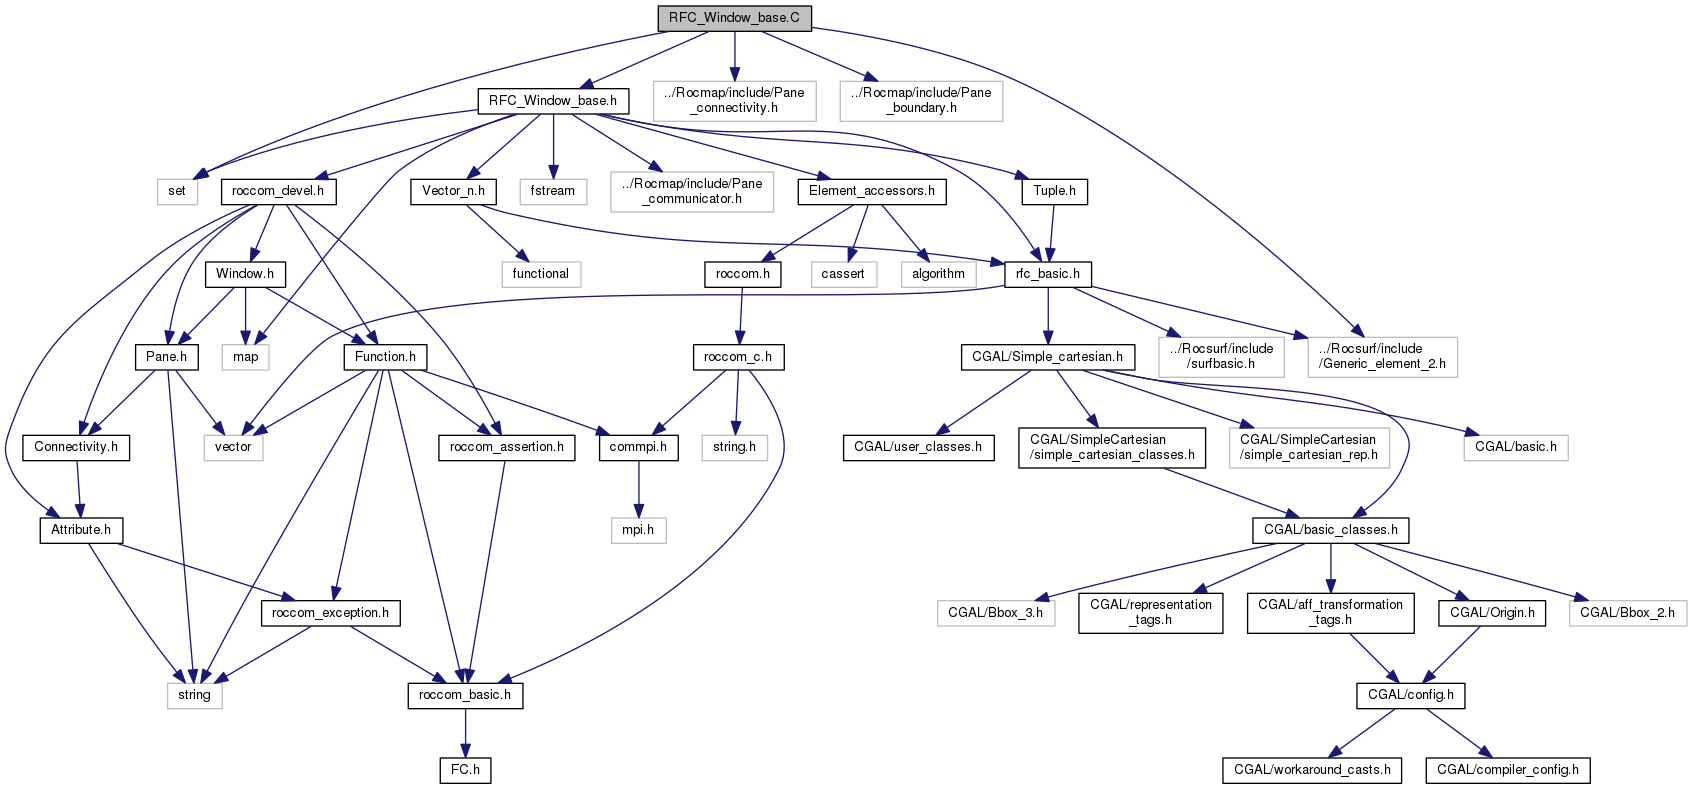 RFC_Window_base.C
../Rocmap/include/Pane
_connectivity.h
../Rocmap/include/Pane
_boundary.h
RFC_Window_base.h
set
roccom_devel.h
Vector_n.h
fstream
../Rocmap/include/Pane
_communicator.h
Element_accessors.h
Tuple.h
Window.h
functional
roccom.h
cassert
algorithm
rfc_basic.h
Pane.h
map
Function.h
roccom_c.h
CGAL/Simple_cartesian.h
../Rocsurf/include
/surfbasic.h
../Rocsurf/include
/Generic_element_2.h
Connectivity.h
vector
roccom_assertion.h
commpi.h
string.h
CGAL/user_classes.h
CGAL/SimpleCartesian
/simple_cartesian_classes.h
CGAL/SimpleCartesian
/simple_cartesian_rep.h
CGAL/basic.h
Attribute.h
mpi.h
CGAL/basic_classes.h
roccom_exception.h
CGAL/Bbox_3.h
CGAL/representation
_tags.h
CGAL/aff_transformation
_tags.h
CGAL/Origin.h
CGAL/Bbox_2.h
string
roccom_basic.h
CGAL/config.h
FC.h
CGAL/workaround_casts.h
CGAL/compiler_config.h